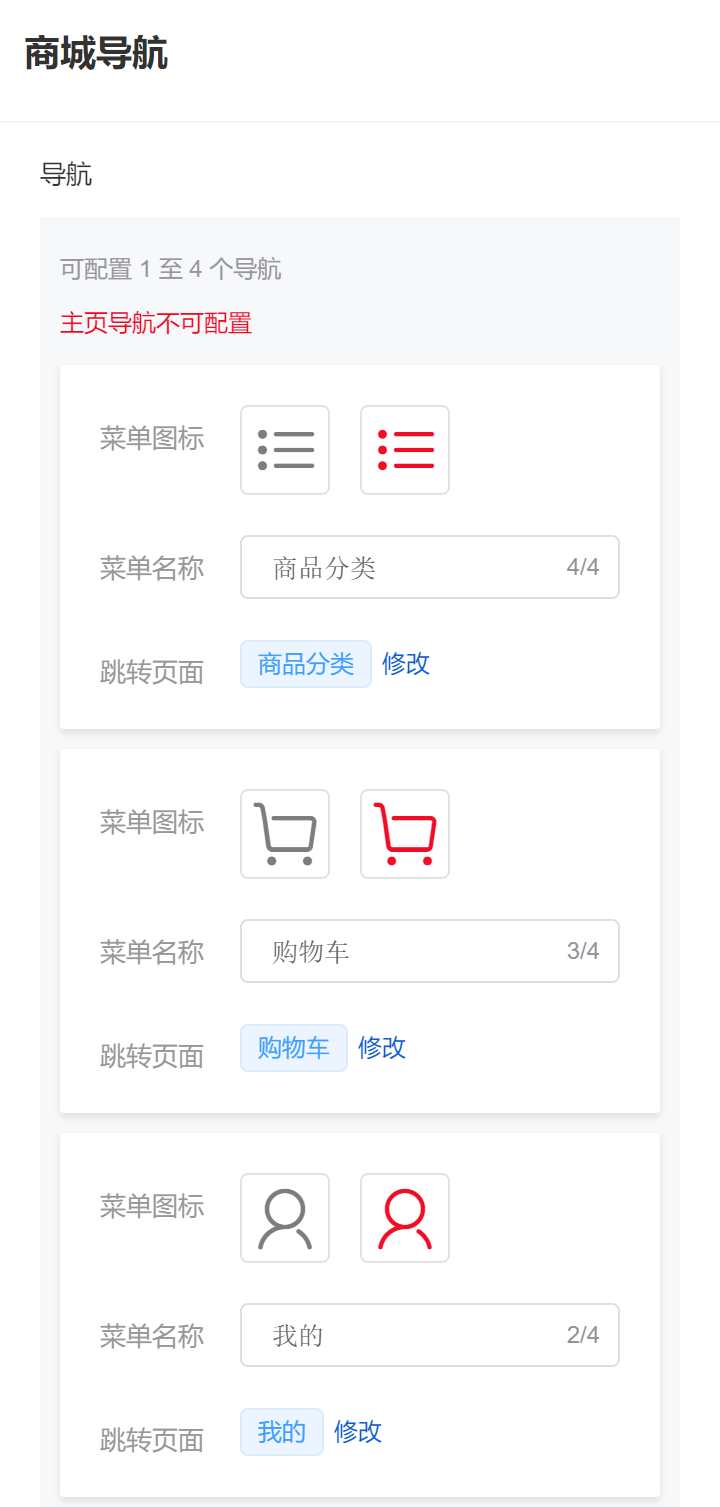 商城导航
导航
可配置 1 至 4 个导航
主页导航不可配置
菜单图标
菜单名称 商品分类 4/4
跳转页面 商品分类 修改
菜单图标
菜单名称 购物车 3/4
跳转页面 购物车 修改
菜单图标
菜单名称 我的 2/4
跳转页面 我的 修改